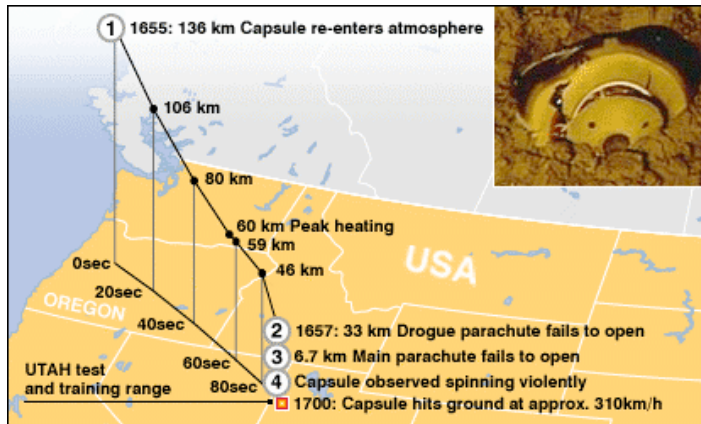 1 1655: 136 km Capsule re-enters atmosphere
106 km
80 km
60 km Peak heating
59 km
46 km
USA
0sec
20sec
OREGON
40sec
60sec
80sec
2 1657: 33 km Drogue parachute fails to open
3 6.7 km Main parachute fails to open
UTAH test
and training range
4 Capsule observed spinning violently
1700: Capsule hits ground at approx. 310km/h